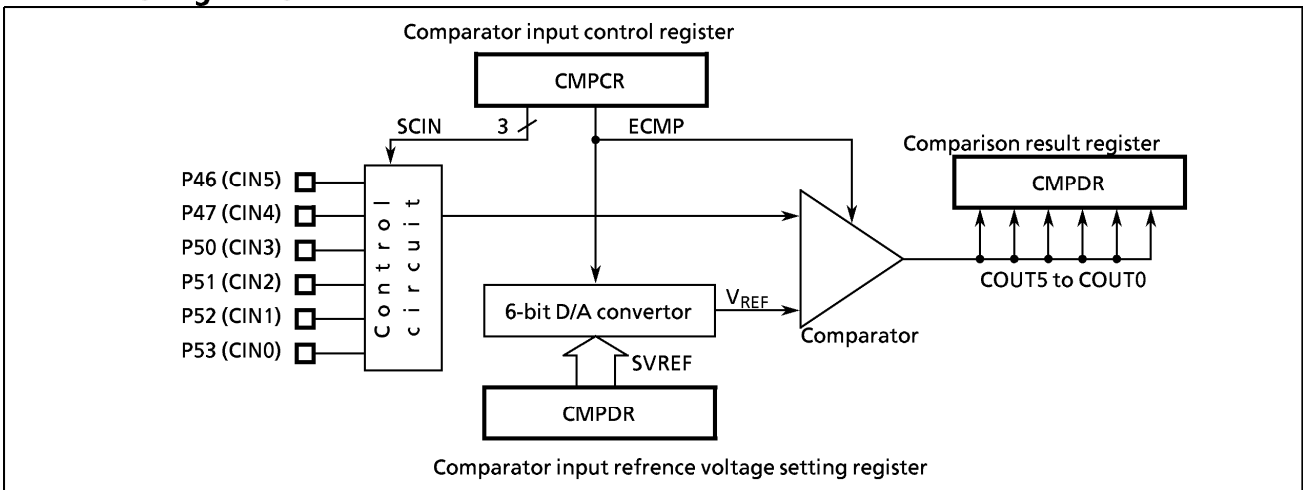 Comparator input control register
CMPCR
SCIN
3
ECMP
Comparison result register
CMPDR
P46 (CIN5)
P47 (CIN4)
P50 (CIN3)
P51 (CIN2)
P52 (CIN1)
P53 (CIN0)
Control
circuit
COUT5 to COUT0
6-bit D/A convertor
VREF
Comparator
SVREF
CMPDR
Comparator input refrence voltage setting register